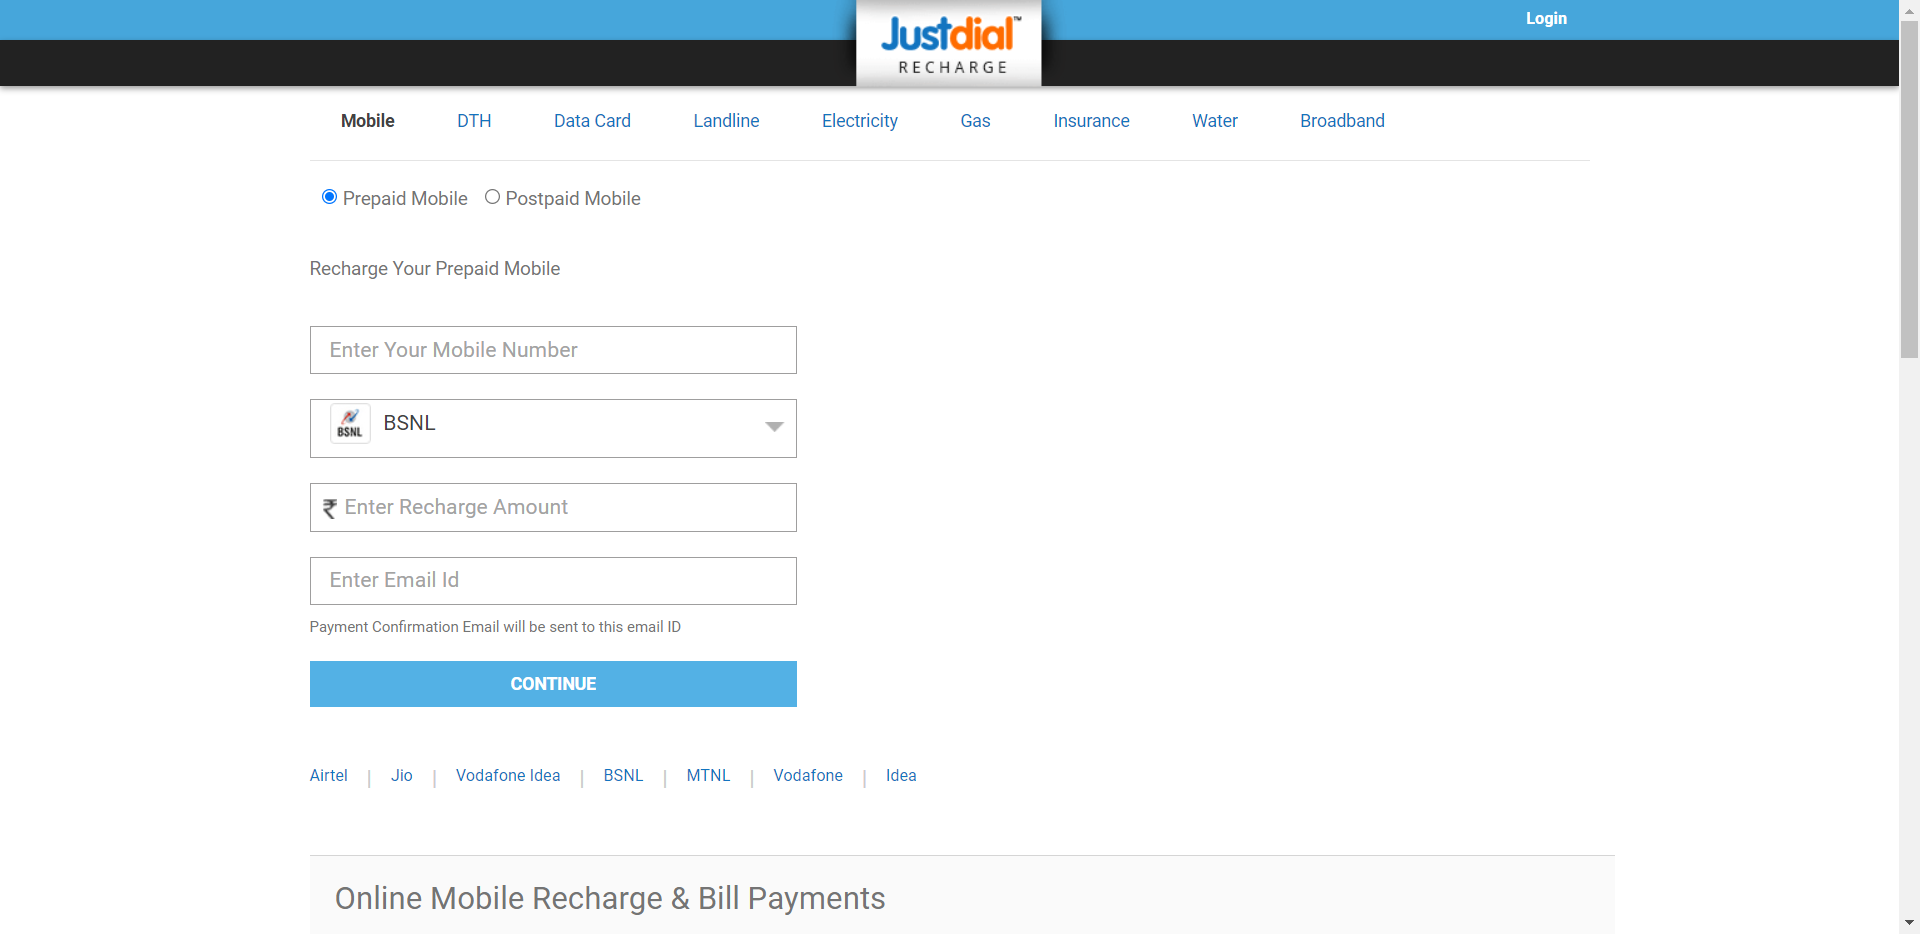 Login
Justdial™
RECHARGE
Mobile DTH Data Card Landline Electricity Gas Insurance Water Broadband
Prepaid Mobile Postpaid Mobile
Recharge Your Prepaid Mobile
Enter Your Mobile Number
BSNL BSNL
₹ Enter Recharge Amount
Enter Email Id
Payment Confirmation Email will be sent to this email ID
CONTINUE
Airtel | Jio | Vodafone Idea | BSNL | MTNL | Vodafone | Idea
Online Mobile Recharge & Bill Payments